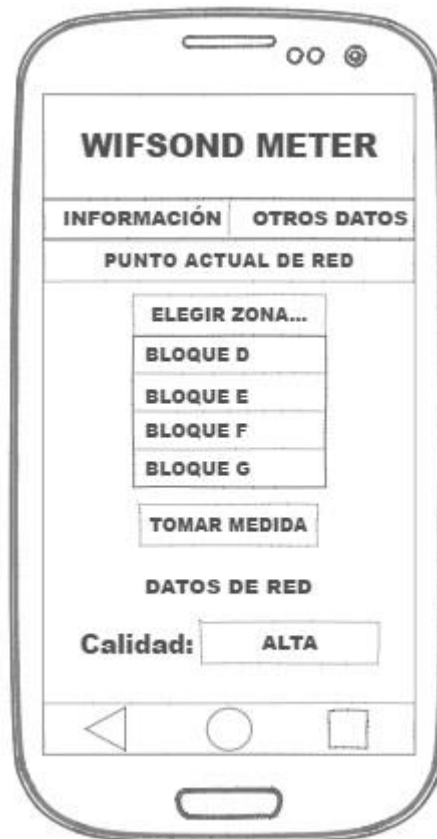 WIFSOND METER
INFORMACIÓN OTROS DATOS
PUNTO ACTUAL DE RED
ELEGIR ZONA...
BLOQUE D
BLOQUE E
BLOQUE F
BLOQUE G
TOMAR MEDIDA
DATOS DE RED
Calidad: ALTA